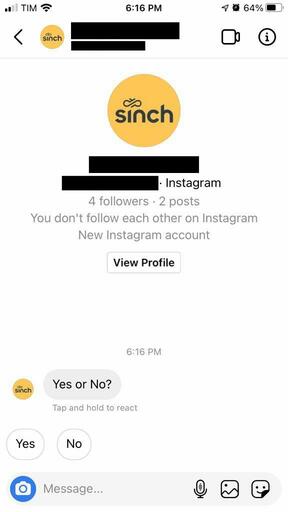 TIM 6:16 PM 64%
sinch
sinch
· Instagram
4 followers · 2 posts
You don't follow each other on Instagram
New Instagram account
View Profile
6:16 PM
sinch
Yes or No?
Tap and hold to react
Yes No
Message...